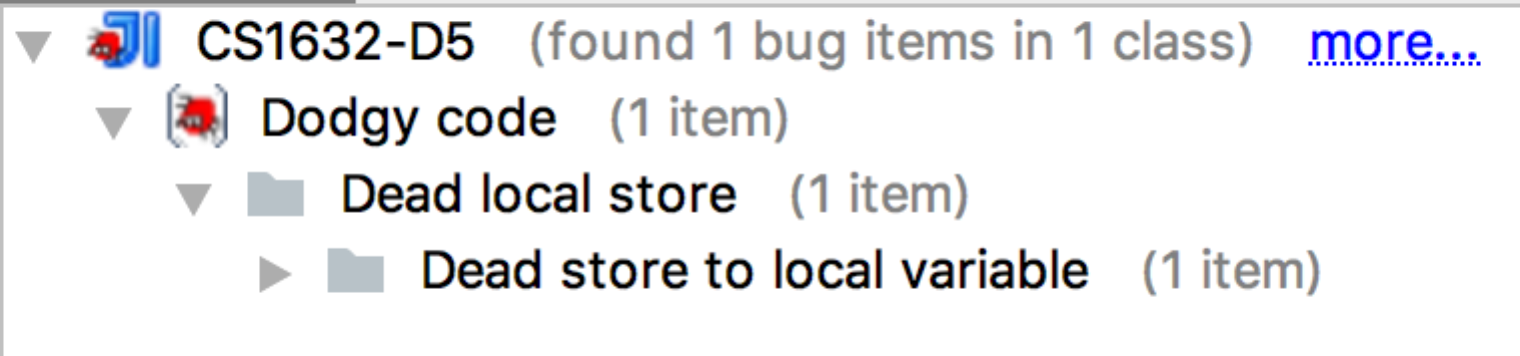 CS1632-D5 (found 1 bug items in 1 class) more...
Dodgy code (1 item)
Dead local store (1 item)
Dead store to local variable (1 item)